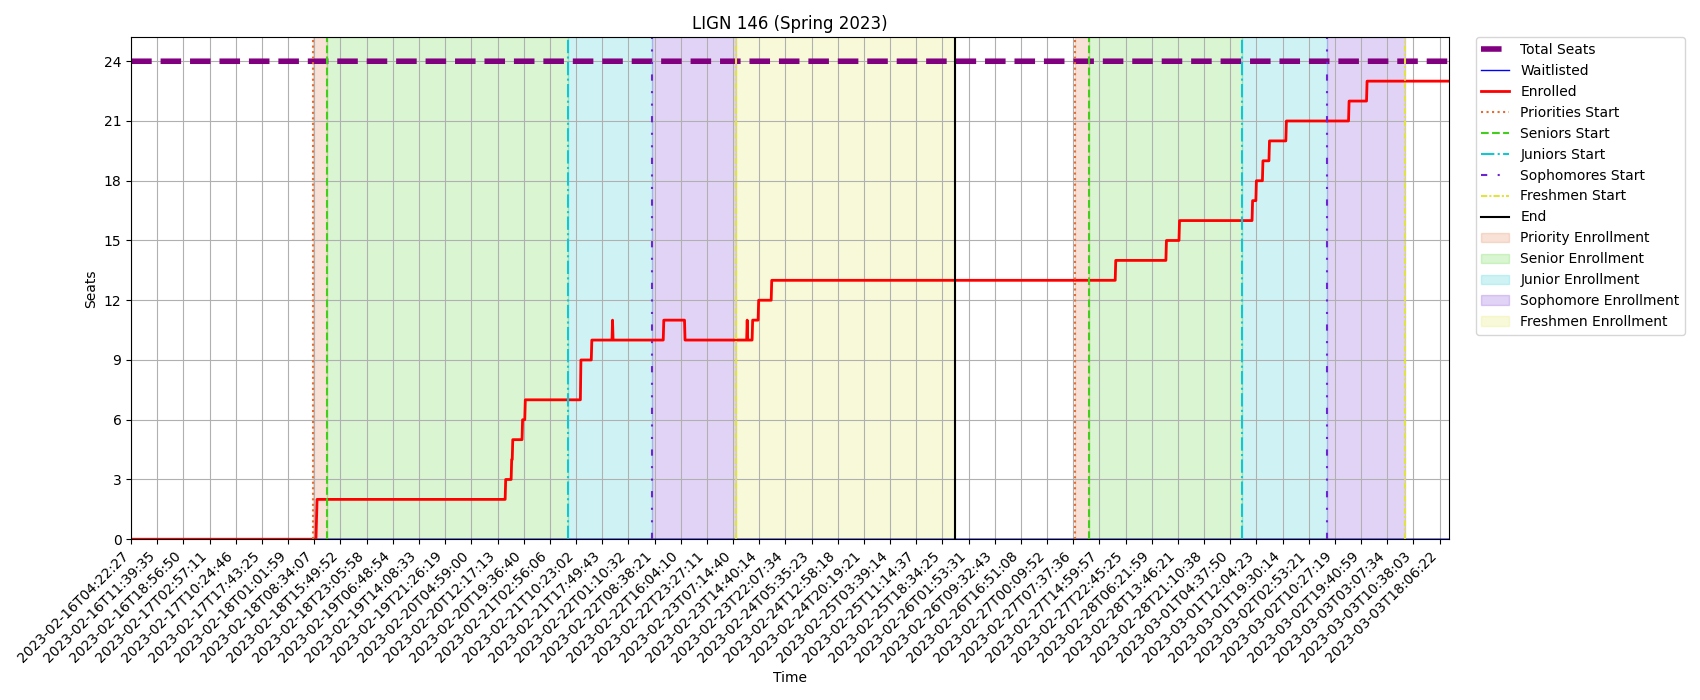 LIGN 146 (Spring 2023)
Seats
24
21
18
15
12
9
6
3
0
2023-02-16T04:22:27
2023-02-16T11:39:35
2023-02-16T18:56:50
2023-02-17T02:57:11
2023-02-17T10:24:46
2023-02-17T17:43:25
2023-02-18T01:01:59
2023-02-18T08:34:07
2023-02-18T15:49:52
2023-02-18T23:05:58
2023-02-19T06:48:54
2023-02-19T14:08:33
2023-02-19T21:26:19
2023-02-20T04:59:00
2023-02-20T12:17:13
2023-02-20T19:36:40
2023-02-21T02:56:06
2023-02-21T10:23:02
2023-02-21T17:49:43
2023-02-22T01:10:32
2023-02-22T08:38:21
2023-02-22T16:04:10
2023-02-22T23:27:11
2023-02-23T07:14:40
2023-02-23T14:40:14
2023-02-23T22:07:34
2023-02-24T05:35:23
2023-02-24T12:58:18
2023-02-24T20:19:21
2023-02-25T03:39:14
2023-02-25T11:14:37
2023-02-25T18:34:25
2023-02-26T01:53:31
2023-02-26T09:32:43
2023-02-26T16:51:08
2023-02-27T00:09:52
2023-02-27T07:37:36
2023-02-27T14:59:57
2023-02-27T22:45:25
2023-02-28T06:21:59
2023-02-28T13:46:21
2023-02-28T21:10:38
2023-03-01T04:37:50
2023-03-01T12:04:23
2023-03-01T19:30:14
2023-03-02T02:53:21
2023-03-02T10:27:19
2023-03-02T19:40:59
2023-03-03T03:07:34
2023-03-03T10:38:03
2023-03-03T18:06:22
Time
Total Seats
Waitlisted
Enrolled
Priorities Start
Seniors Start
Juniors Start
Sophomores Start
Freshmen Start
End
Priority Enrollment
Senior Enrollment
Junior Enrollment
Sophomore Enrollment
Freshmen Enrollment